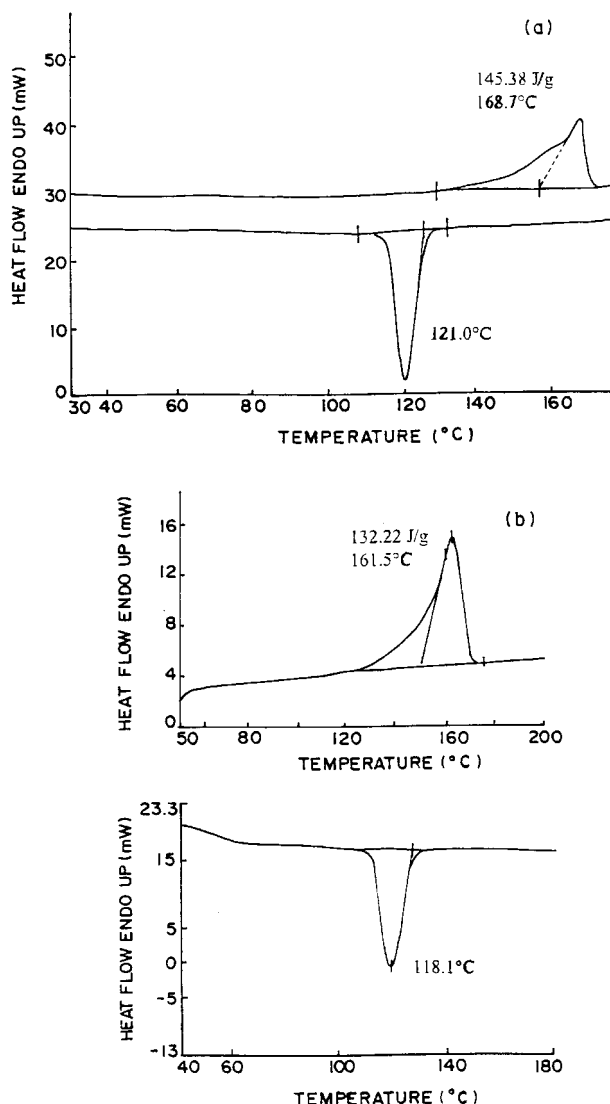 (a)
145.38 J/g
168.7°C
50
40
30
20
10
0
HEAT FLOW ENDO UP (mW)
121.0°C
30 40 60 80 100 120 140 160
TEMPERATURE (°C)
(b)
132.22 J/g
161.5°C
16
12
8
4
0
HEAT FLOW ENDO UP (mW)
50 80 120 160 200
TEMPERATURE (°C)
23.3
15
5
0
-5
-13
HEAT FLOW ENDO UP (mW)
118.1°C
40 60 100 140 180
TEMPERATURE (°C)